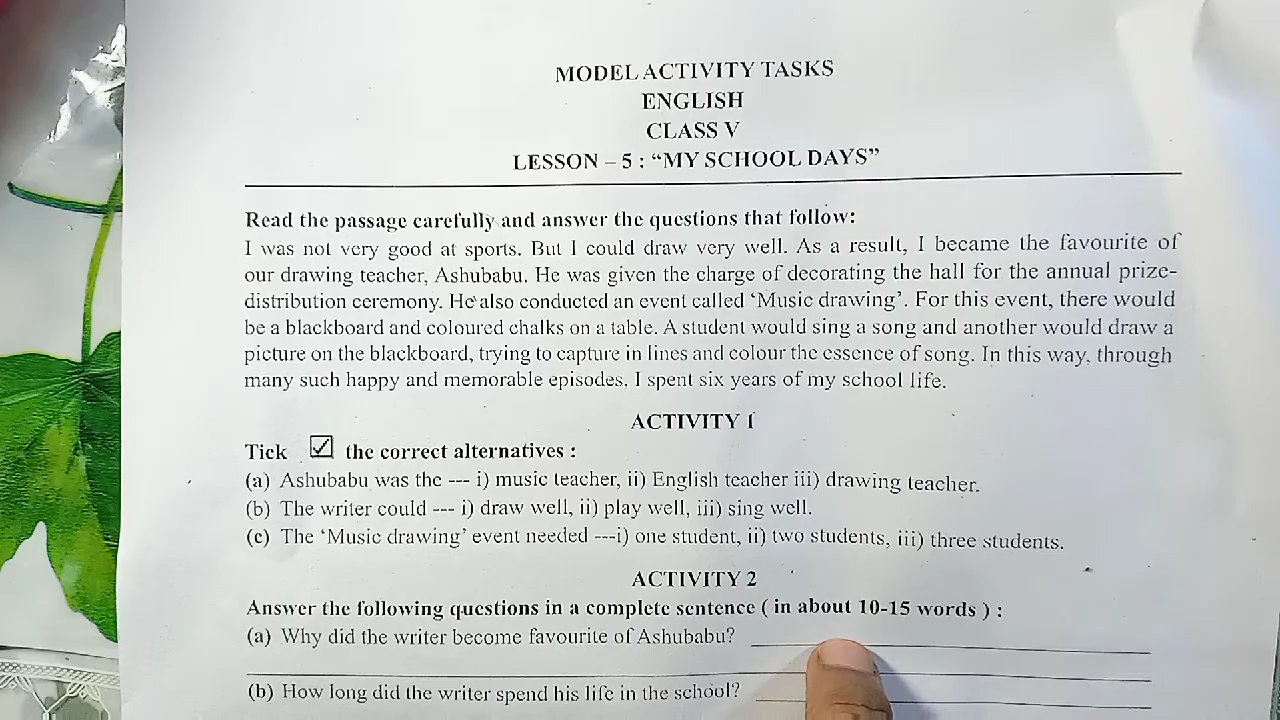 MODEL ACTIVITY TASKS
ENGLISH
CLASS V
LESSON – 5 : “MY SCHOOL DAYS”
Read the passage carefully and answer the questions that follow:
I was not very good at sports. But I could draw very well. As a result, I became the favourite of
our drawing teacher, Ashubabu. He was given the charge of decorating the hall for the annual prize-
distribution ceremony. He also conducted an event called ‘Music drawing’. For this event, there would
be a blackboard and coloured chalks on a table. A student would sing a song and another would draw a
picture on the blackboard, trying to capture in lines and colour the essence of song. In this way, through
many such happy and memorable episodes, I spent six years of my school life.
ACTIVITY 1
Tick ☑ the correct alternatives :
(a) Ashubabu was the --- i) music teacher, ii) English teacher iii) drawing teacher.
(b) The writer could --- i) draw well, ii) play well, iii) sing well.
(c) The ‘Music drawing’ event needed ---i) one student, ii) two students, iii) three students.
ACTIVITY 2
Answer the following questions in a complete sentence ( in about 10-15 words ) :
(a) Why did the writer become favourite of Ashubabu?
(b) How long did the writer spend his life in the school?